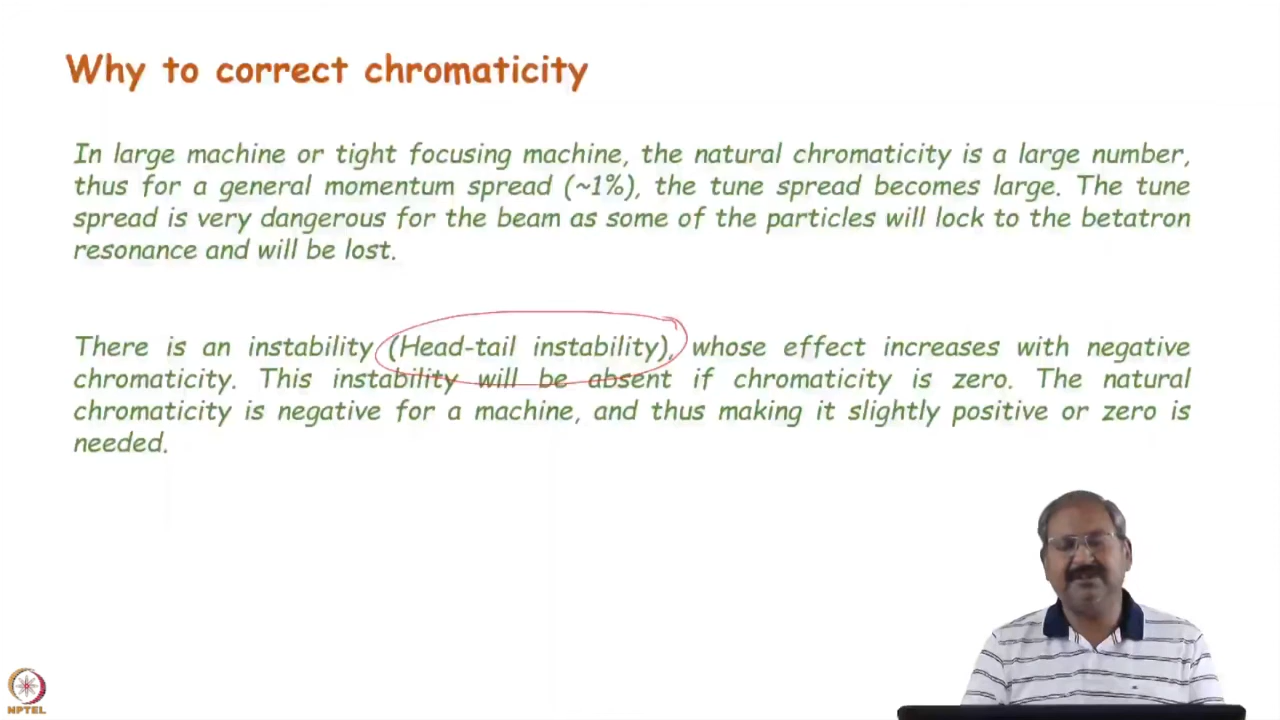 Why to correct chromaticity
In large machine or tight focusing machine, the natural chromaticity is a large number,
thus for a general momentum spread (~1%), the tune spread becomes large. The tune
spread is very dangerous for the beam as some of the particles will lock to the betatron
resonance and will be lost.
There is an instability (Head-tail instability), whose effect increases with negative
chromaticity. This instability will be absent if chromaticity is zero. The natural
chromaticity is negative for a machine, and thus making it slightly positive or zero is
needed.
NPTEL